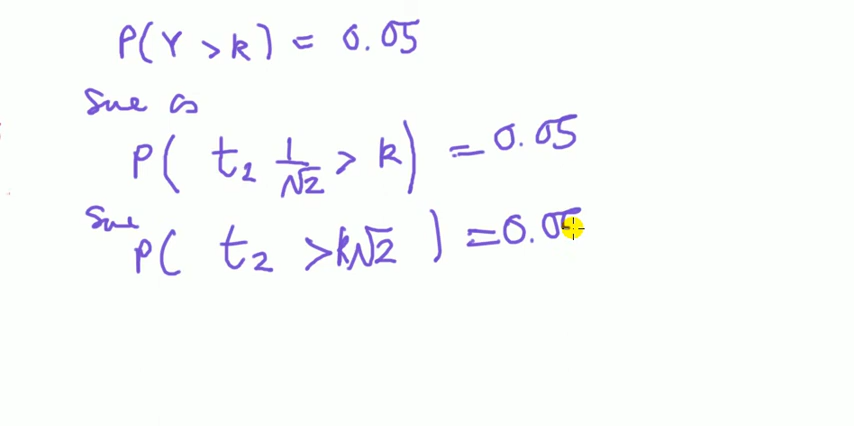 P(Y > k) = 0.05
Sue as
P( t₂ 1/√2 > k) = 0.05
Sue
P( t₂ > k√2 ) = 0.05